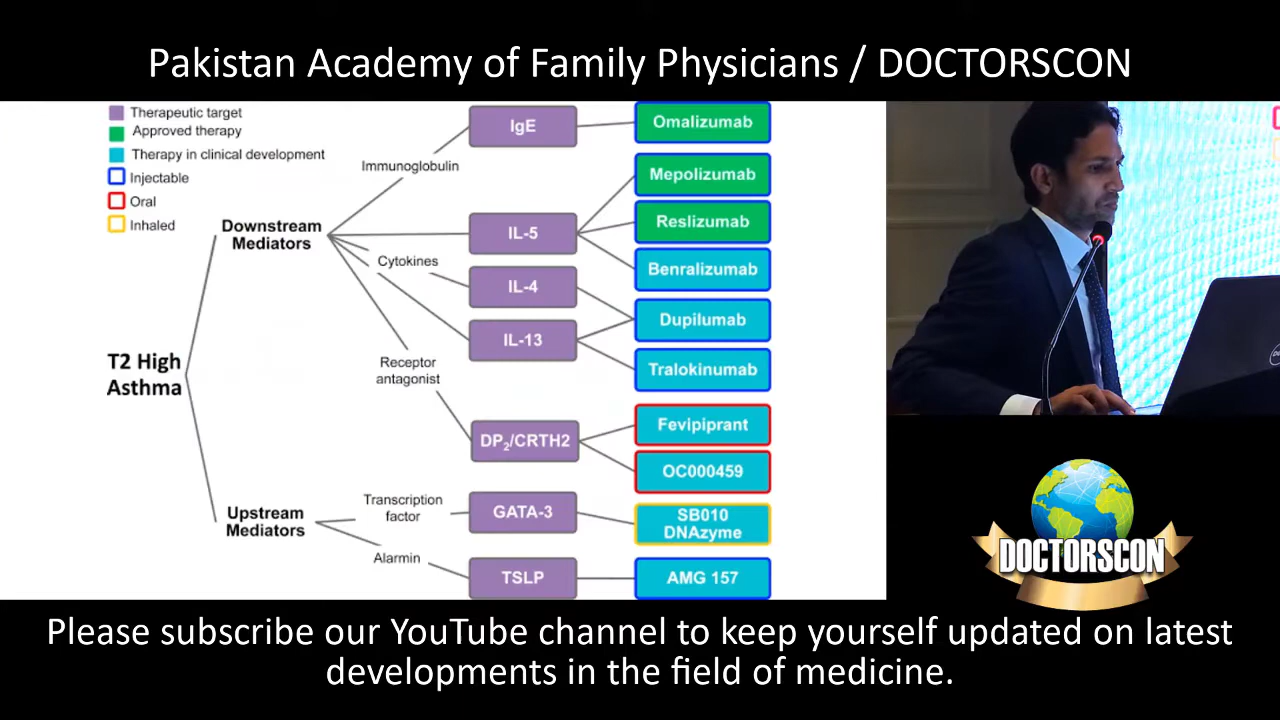 Pakistan Academy of Family Physicians / DOCTORSCON
Therapeutic target
Approved therapy
Therapy in clinical development
Injectable
Oral
Inhaled
T2 High
Asthma
Downstream
Mediators
Upstream
Mediators
Immunoglobulin
Cytokines
Receptor
antagonist
Transcription
factor
Alarmin
IgE
IL-5
IL-4
IL-13
DP₂/CRTH2
GATA-3
TSLP
Omalizumab
Mepolizumab
Reslizumab
Benralizumab
Dupilumab
Tralokinumab
Fevipiprant
OC000459
SB010
DNAzyme
AMG 157
DOCTORSCON
Please subscribe our YouTube channel to keep yourself updated on latest
developments in the field of medicine.